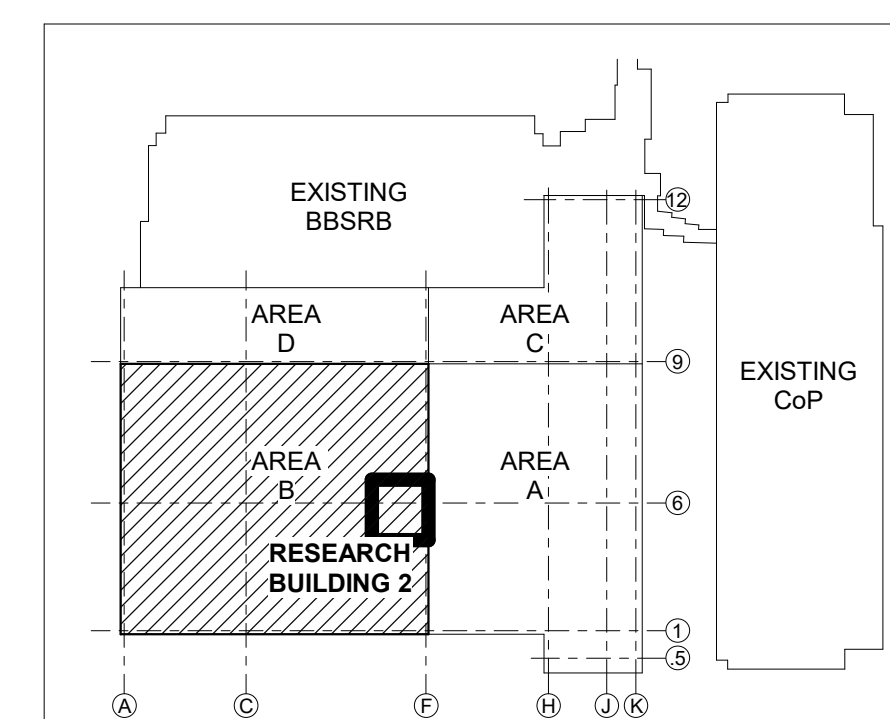 EXISTING
BBSRB
12
AREA
D
AREA
C
9
EXISTING
CoP
AREA
B
AREA
A
6
RESEARCH
BUILDING 2
1
.5
A
C
F
H
J
K